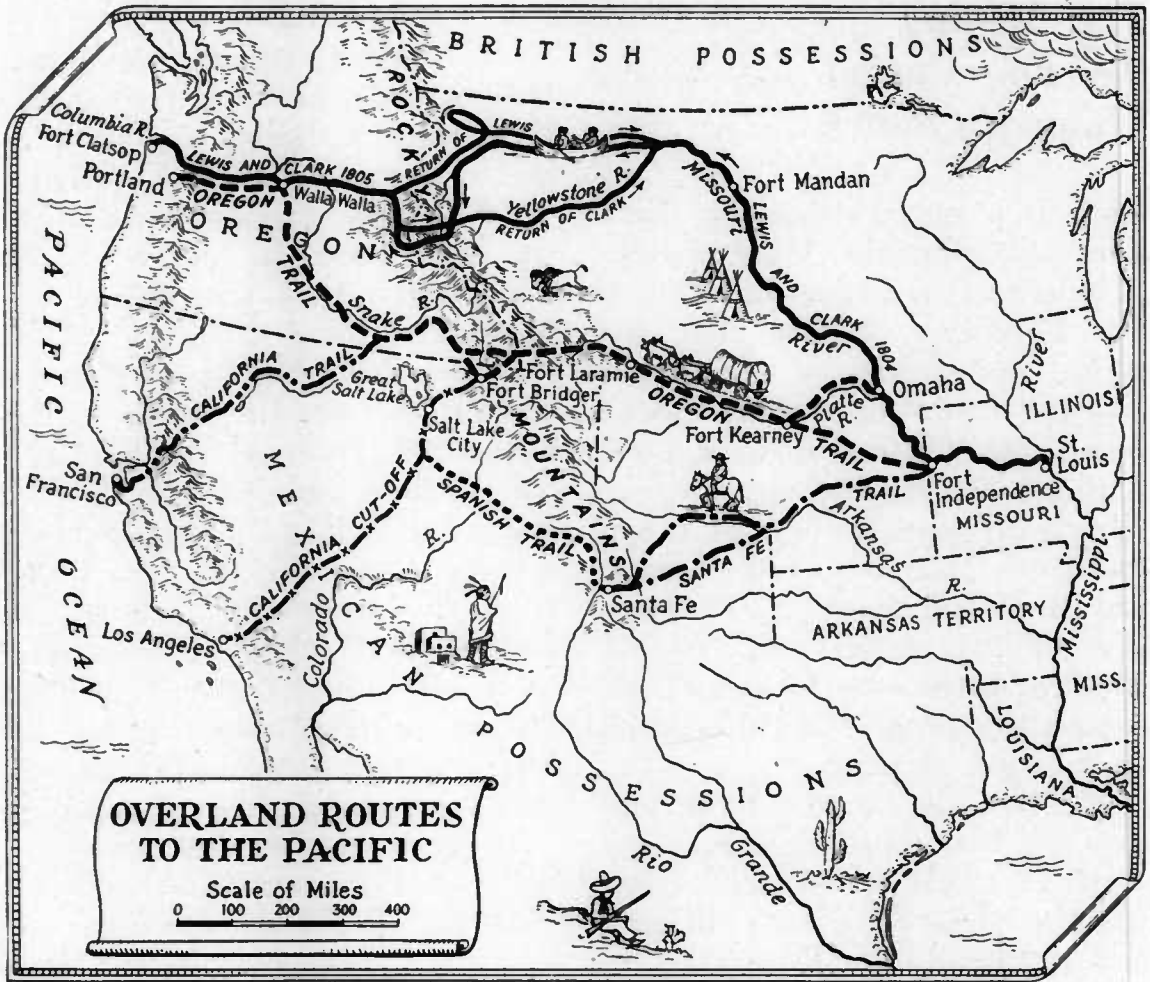 BRITISH POSSESSIONS
ROCKY
MOUNTAINS
Columbia R.
Fort Clatsop
Portland
LEWIS AND CLARK 1805
OREGON
TRAIL
Walla Walla
OREGON
RETURN OF LEWIS
Yellowstone R.
RETURN OF CLARK
Missouri
River
Fort Mandan
LEWIS AND CLARK 1804
Snake R.
CALIFORNIA TRAIL
Great
Salt Lake
Fort Laramie
Fort Bridger
Salt Lake
City
OREGON
TRAIL
Platte
R.
Omaha
Fort Kearney
River
ILLINOIS
St.
Louis
Fort
Independence
MISSOURI
San
Francisco
PACIFIC
OCEAN
MEXICAN
POSSESSIONS
CALIFORNIA CUT-OFF
SPANISH
TRAIL
SANTA FE TRAIL
Arkansas
R.
Santa Fe
Los Angeles
Colorado R.
ARKANSAS TERRITORY
Mississippi
MISS.
LOUISIANA
Rio Grande
OVERLAND ROUTES
TO THE PACIFIC
Scale of Miles
0 100 200 300 400